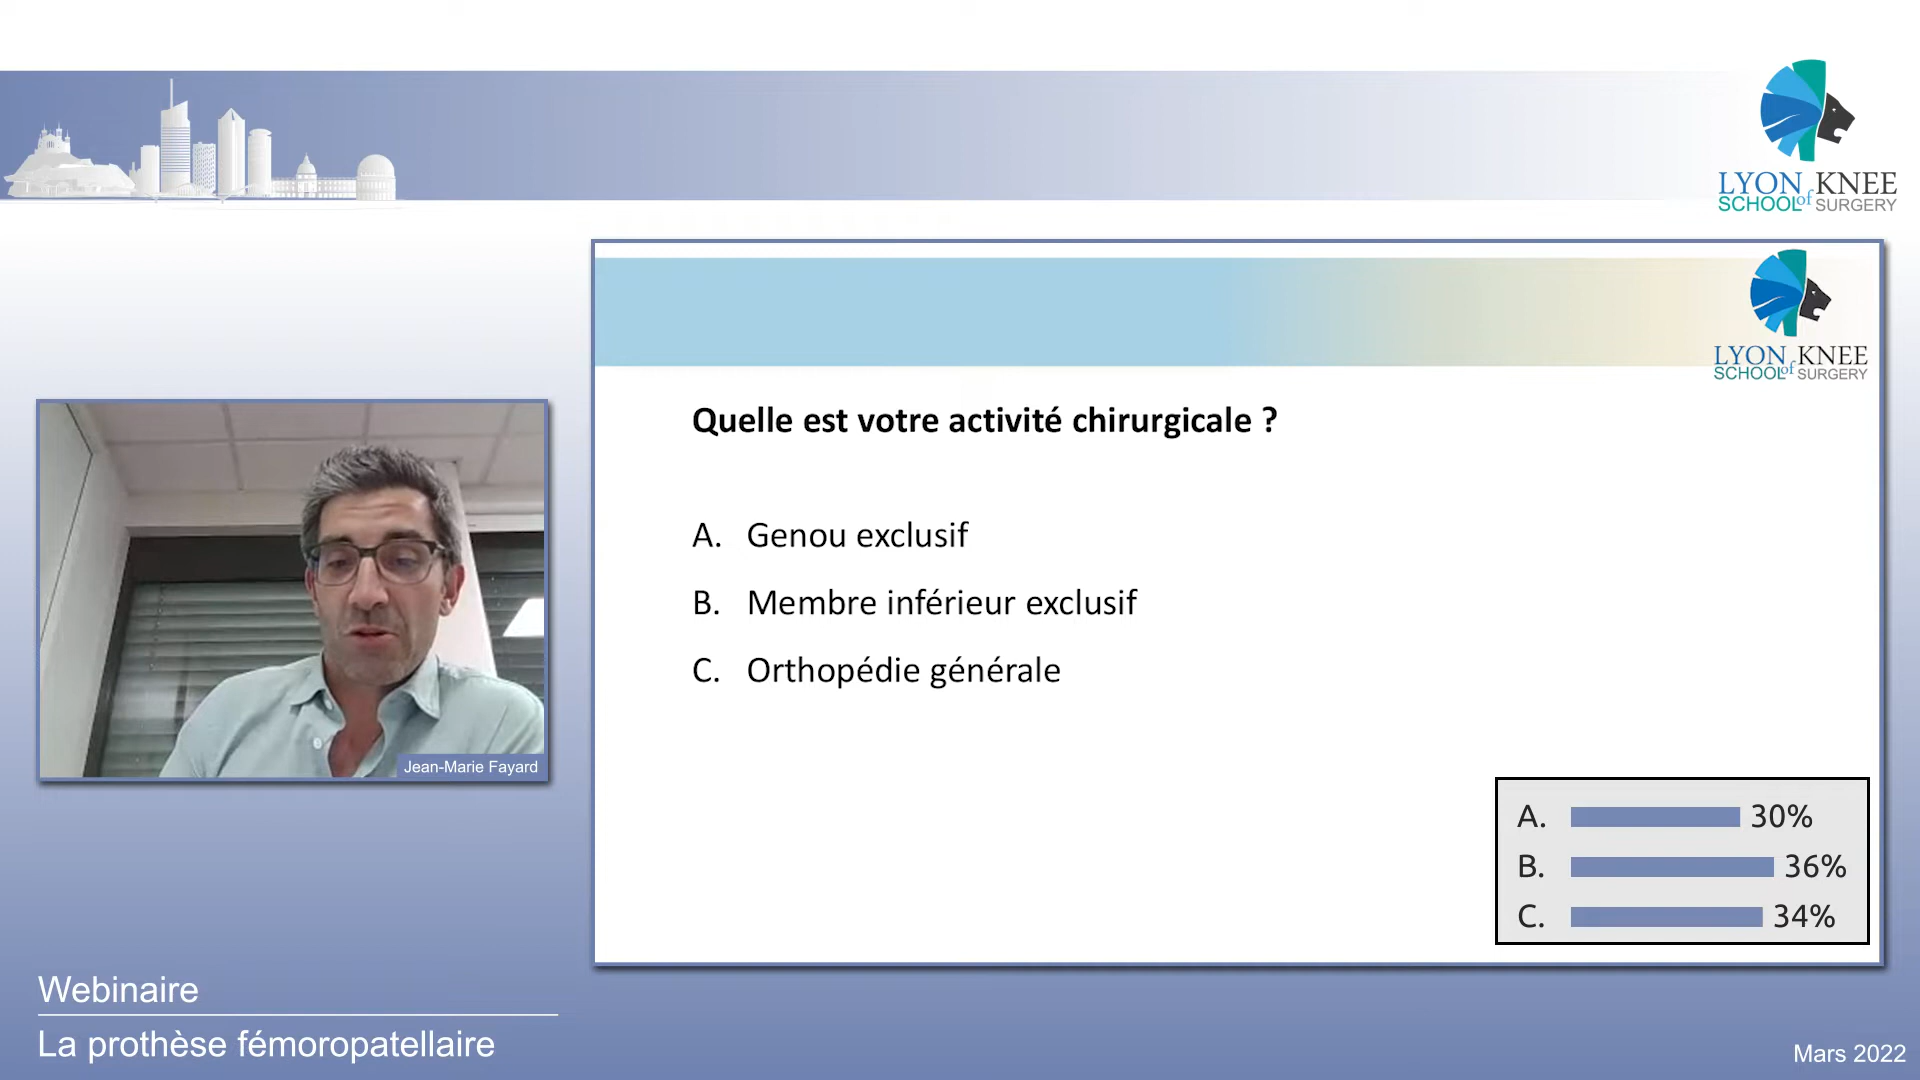 LYON KNEE
SCHOOL of SURGERY
LYON KNEE
SCHOOL of SURGERY
Quelle est votre activité chirurgicale ?
A. Genou exclusif
B. Membre inférieur exclusif
C. Orthopédie générale
Jean-Marie Fayard
A. 30%
B. 36%
C. 34%
Webinaire
La prothèse fémoropatellaire
Mars 2022